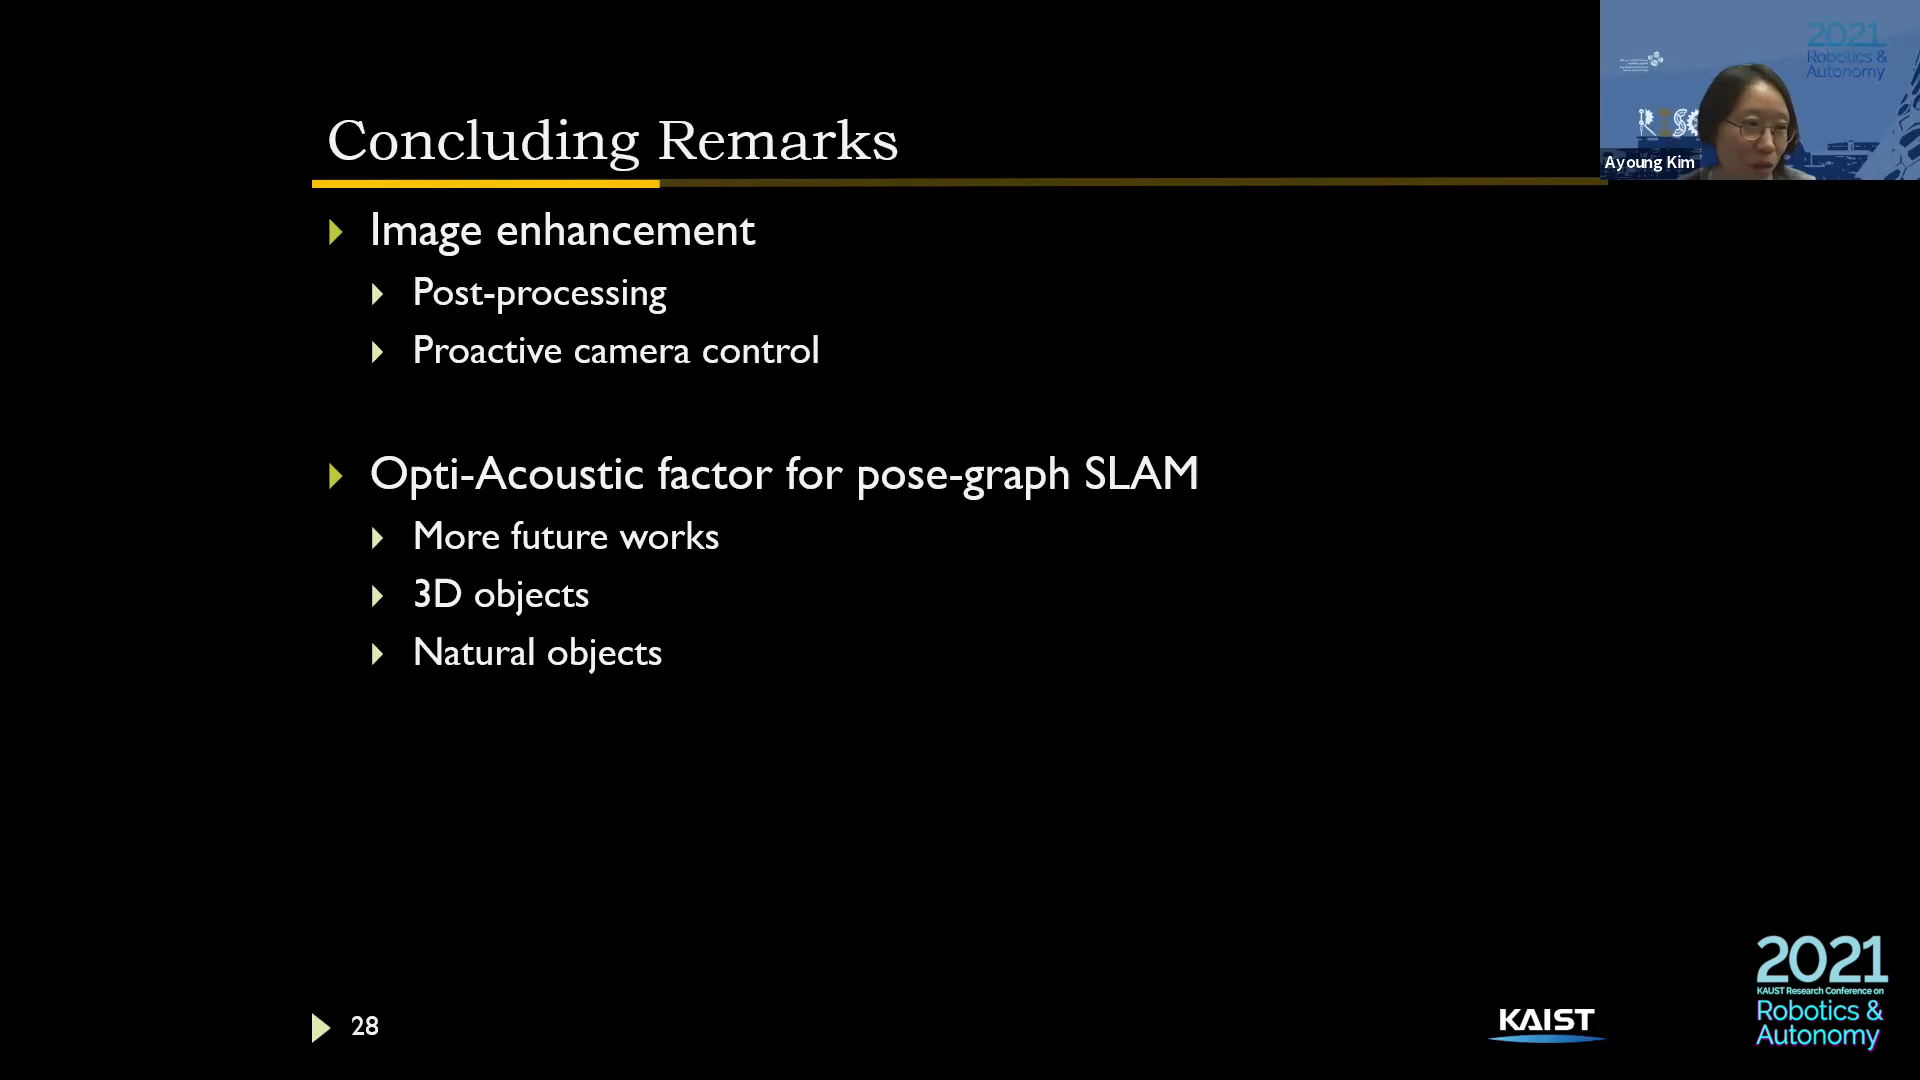 Concluding Remarks
Image enhancement
Post-processing
Proactive camera control
Opti-Acoustic factor for pose-graph SLAM
More future works
3D objects
Natural objects
28
KAIST
2021
KAUST Research Conference on
Robotics &
Autonomy
2021
Robotics &
Autonomy
Ayoung Kim